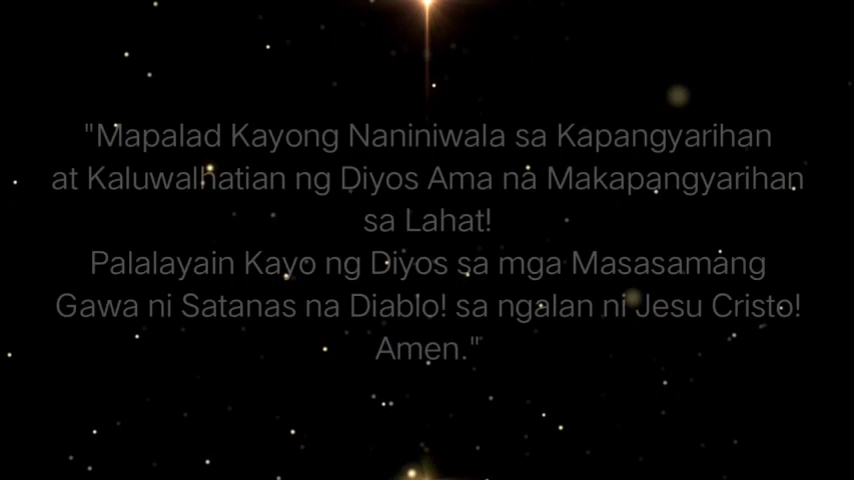 "Mapalad Kayong Naniniwala sa Kapangyarihan
at Kaluwalhatian ng Diyos Ama na Makapangyarihan
sa Lahat!
Palalayain Kayo ng Diyos sa mga Masasamang
Gawa ni Satanas na Diablo! sa ngalan ni Jesu Cristo!
Amen."